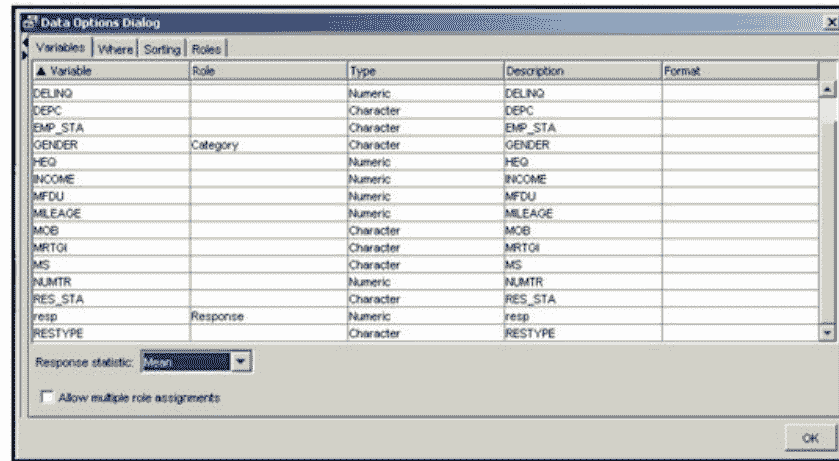 Data Options Dialog
Variables Where Sorting Roles
Variable Role Type Description Format
DELINQ Numeric DELINQ
DEPC Character DEPC
EMP_STA Character EMP_STA
GENDER Category Character GENDER
HEQ Numeric HEQ
INCOME Numeric INCOME
MFDU Numeric MFDU
MILEAGE Numeric MILEAGE
MOB Character MOB
MRTGI Character MRTGI
MS Character MS
NUMTR Numeric NUMTR
RES_STA Character RES_STA
resp Response Numeric resp
RESTYPE Character RESTYPE
Response statistic: Mean
Allow multiple role assignments
OK